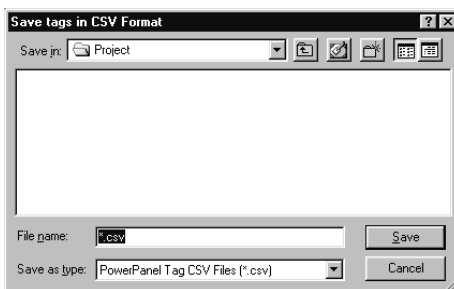 Save tags in CSV Format
Save in: Project
File name: *.csv Save
Save as type: PowerPanel Tag CSV Files (*.csv) Cancel